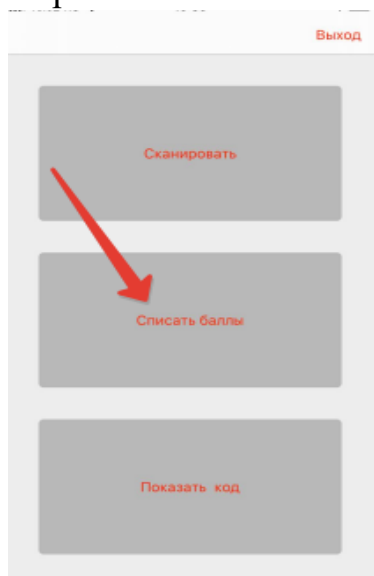 Выход
Сканировать
Списать баллы
Показать код